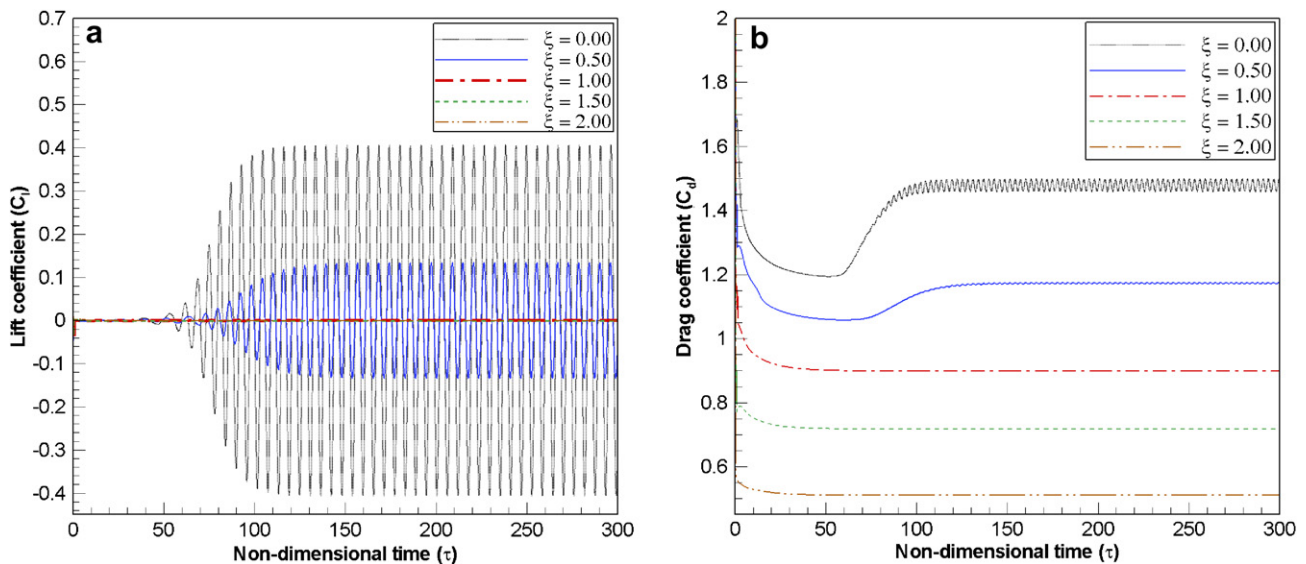 a
ξ = 0.00
ξ = 0.50
ξ = 1.00
ξ = 1.50
ξ = 2.00
0.7
0.6
0.5
0.4
0.3
0.2
0.1
0
-0.1
-0.2
-0.3
-0.4
Lift coefficient (Cl)
0
50
100
150
200
250
300
Non-dimensional time (τ)
b
ξ = 0.00
ξ = 0.50
ξ = 1.00
ξ = 1.50
ξ = 2.00
2
1.8
1.6
1.4
1.2
1
0.8
0.6
Drag coefficient (Cd)
0
50
100
150
200
250
300
Non-dimensional time (τ)